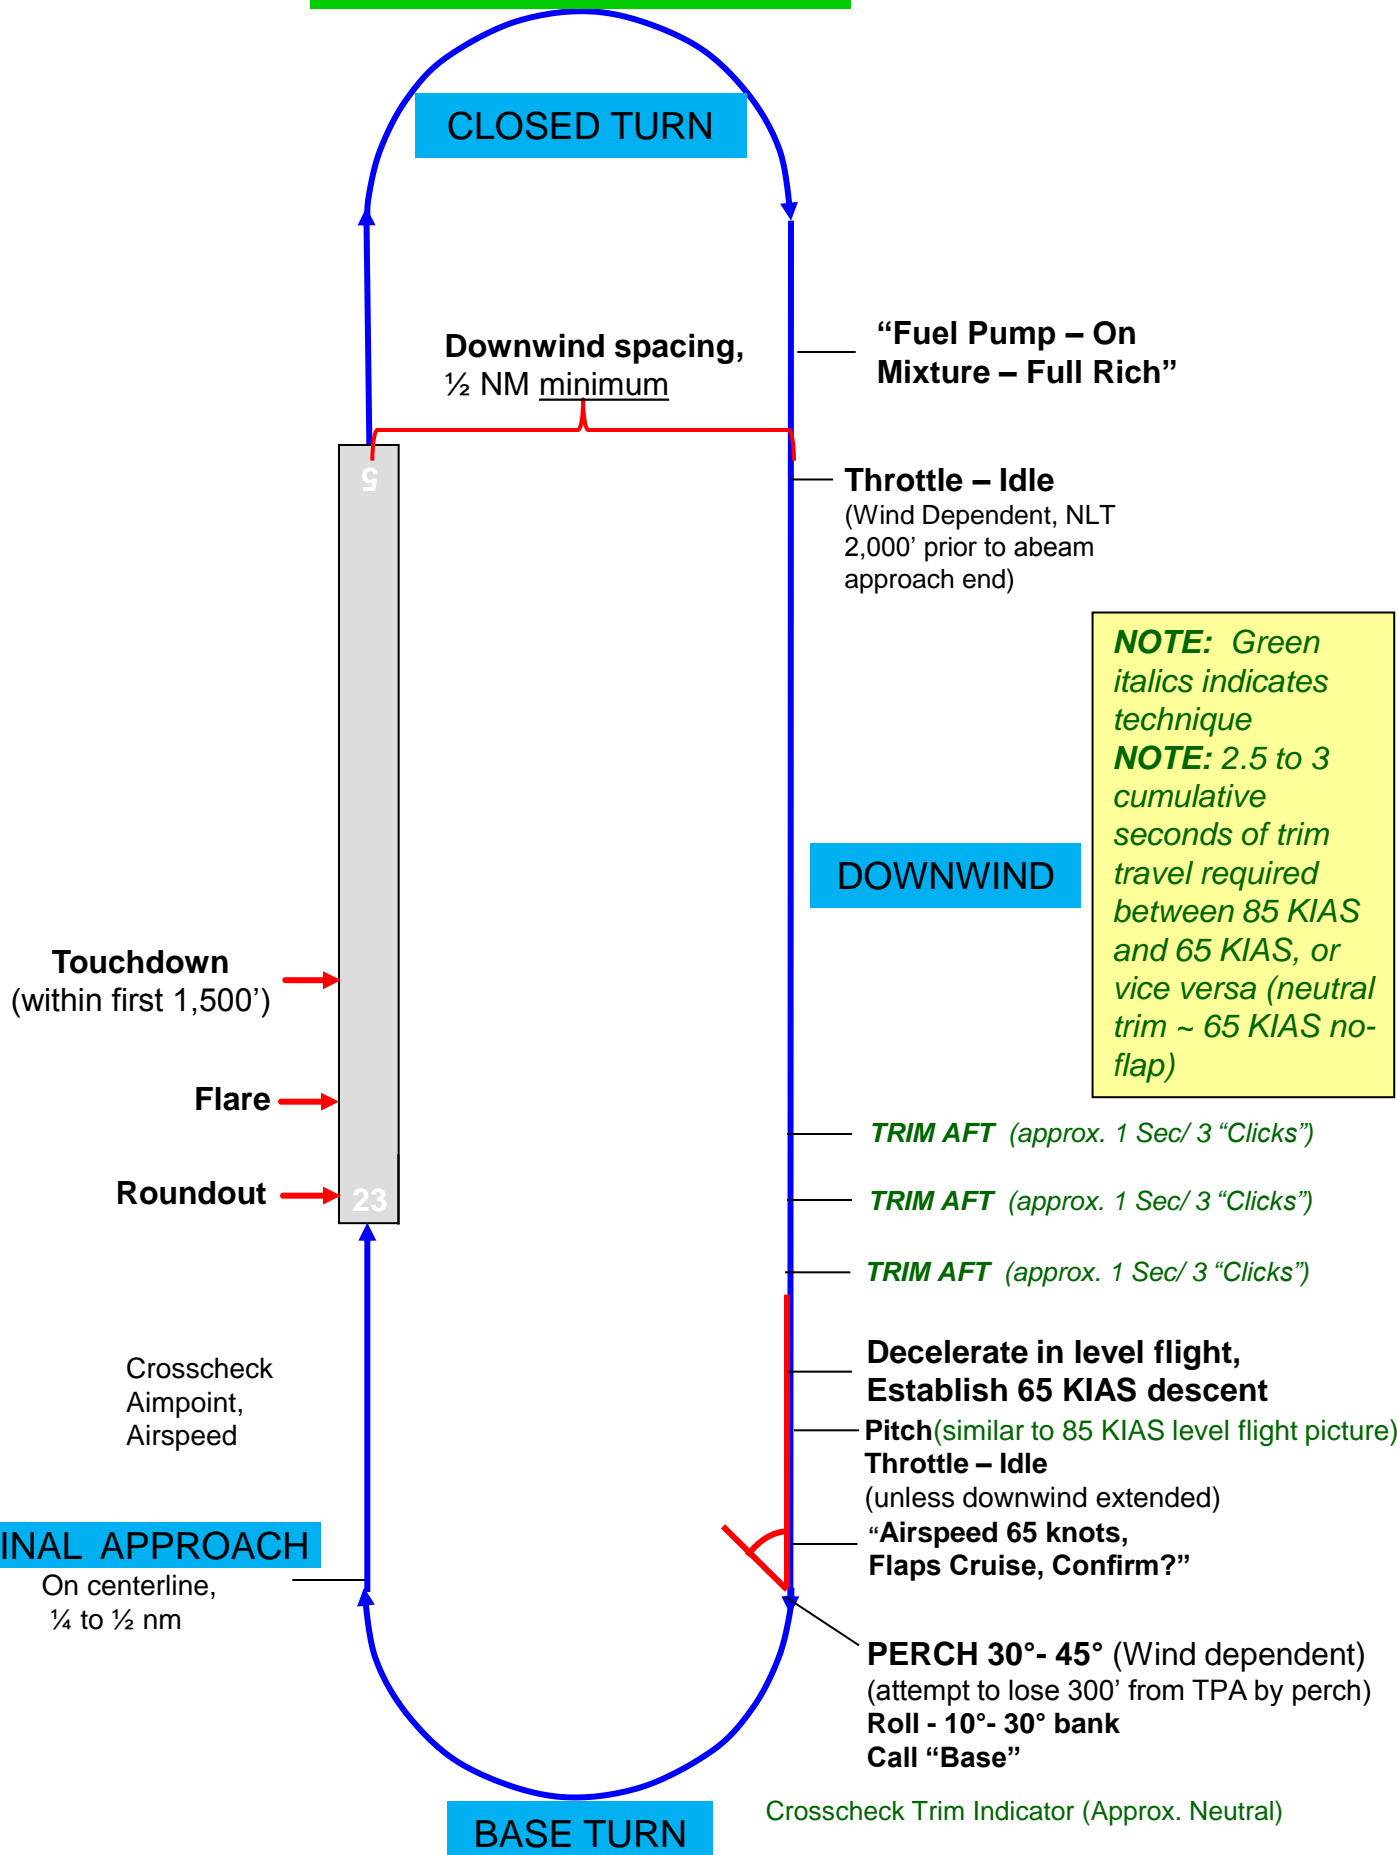 CLOSED TURN
“Fuel Pump – On
Mixture – Full Rich”
Downwind spacing,
½ NM minimum
5
Throttle – Idle
(Wind Dependent, NLT
2,000’ prior to abeam
approach end)
NOTE: Green
italics indicates
technique
NOTE: 2.5 to 3
cumulative
seconds of trim
travel required
between 85 KIAS
and 65 KIAS, or
vice versa (neutral
trim ~ 65 KIAS no-
flap)
DOWNWIND
Touchdown
(within first 1,500’)
Flare
Roundout
23
TRIM AFT (approx. 1 Sec/ 3 “Clicks”)
TRIM AFT (approx. 1 Sec/ 3 “Clicks”)
TRIM AFT (approx. 1 Sec/ 3 “Clicks”)
Crosscheck
Aimpoint,
Airspeed
Decelerate in level flight,
Establish 65 KIAS descent
Pitch(similar to 85 KIAS level flight picture)
Throttle – Idle
(unless downwind extended)
“Airspeed 65 knots,
Flaps Cruise, Confirm?”
INAL APPROACH
On centerline,
¼ to ½ nm
PERCH 30°- 45° (Wind dependent)
(attempt to lose 300’ from TPA by perch)
Roll - 10°- 30° bank
Call “Base”
Crosscheck Trim Indicator (Approx. Neutral)
BASE TURN